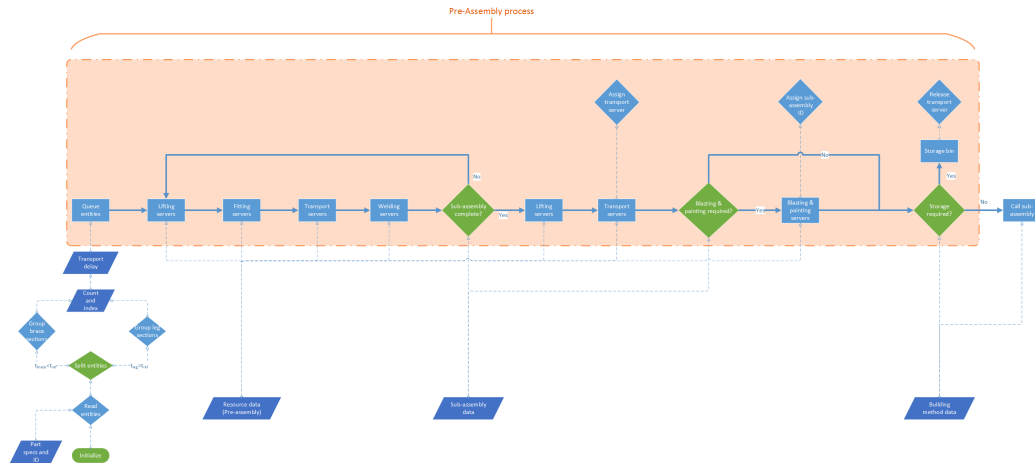 Pre-Assembly process
Assign
transport
server
Assign sub-
assembly
ID
Release
transport
server
Storage bin
No
No
Yes
Queue
entities
Lifting
servers
Fitting
servers
Transport
servers
Welding
servers
Sub-assembly
complete?
Yes
Lifting
servers
Transport
servers
Blasting &
painting required?
Yes
Blasting &
painting
servers
Storage
required?
No
Call sub-
assembly
Transport
delay
Count
and
index
Group
brace
sections
Group leg
sections
Split entities
Read
entities
Resource data
(Pre-assembly)
Sub-assembly
data
Building
method data
Part
specs and
ID
Initialize